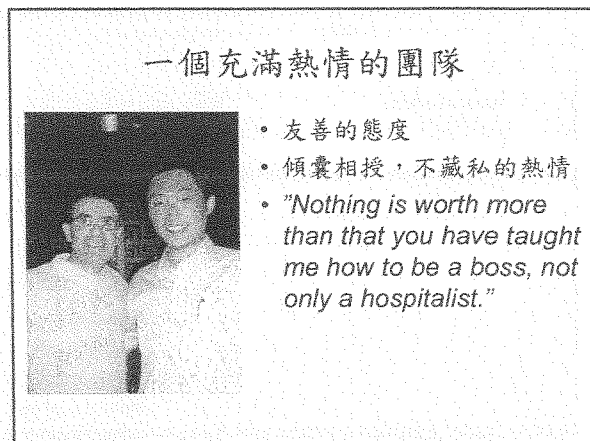 一個充滿熱情的團隊
• 友善的態度
• 傾囊相授，不藏私的熱情
• ”Nothing is worth more
than that you have taught
me how to be a boss, not
only a hospitalist.”